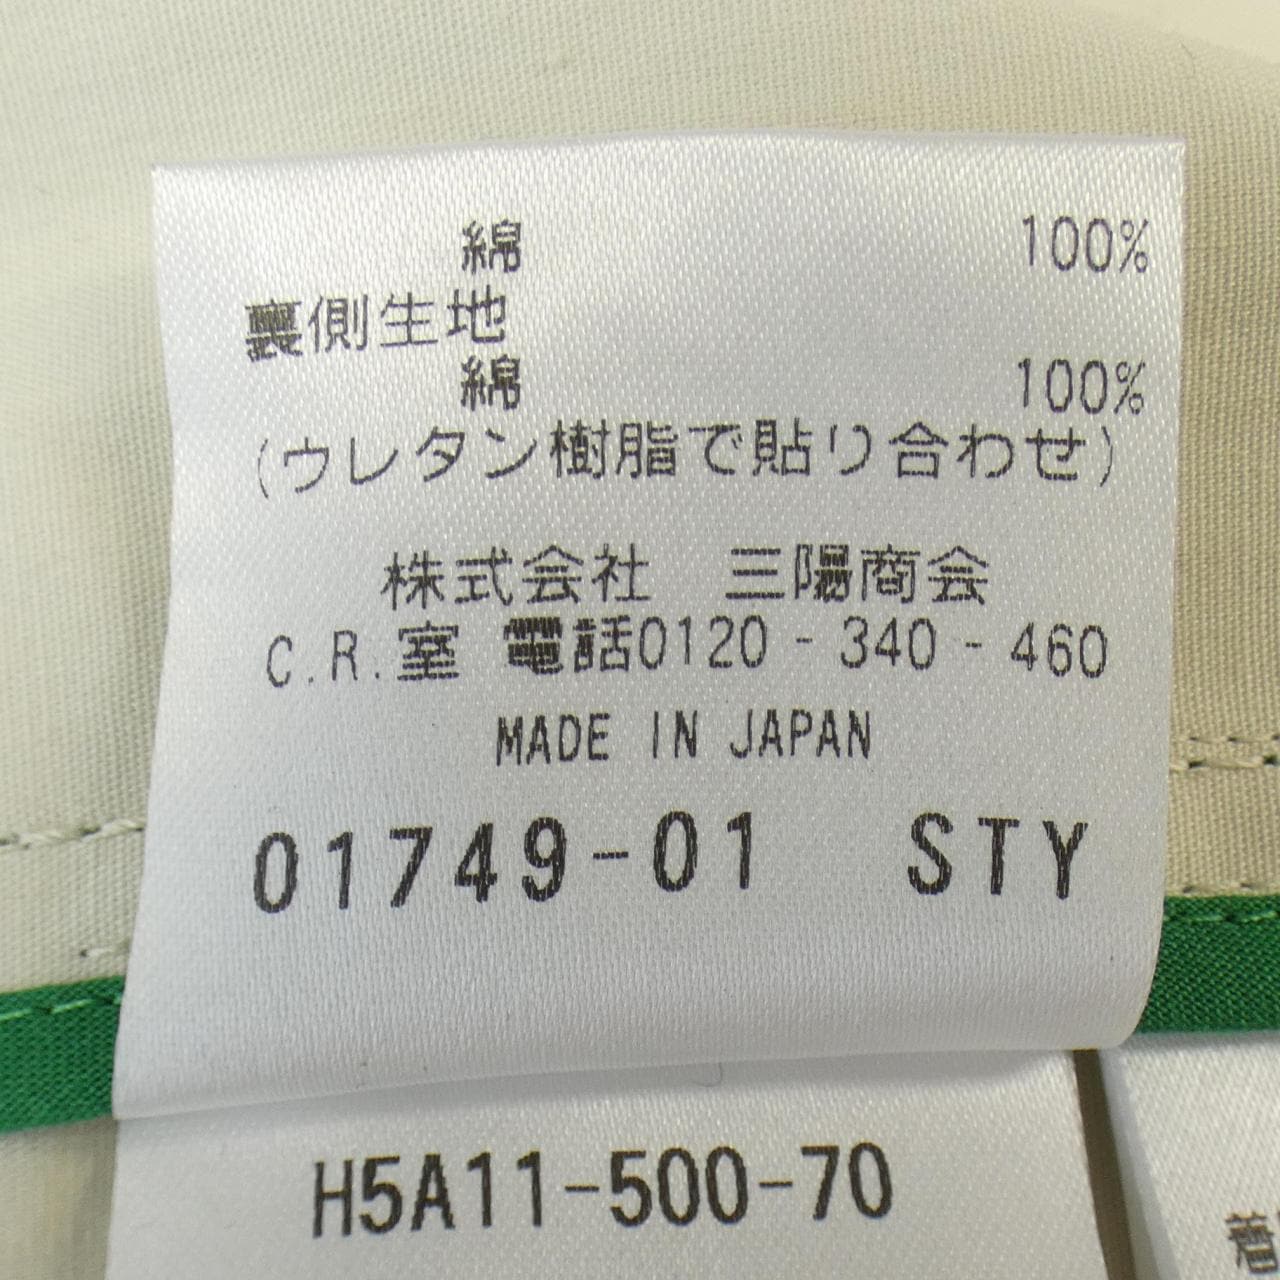 綿 100%
裏側生地
綿 100%
(ウレタン樹脂で貼り合わせ)
株式会社 三陽商会
C.R.室 電話0120-340-460
MADE IN JAPAN
01749-01 STY
H5A11-500-70
着